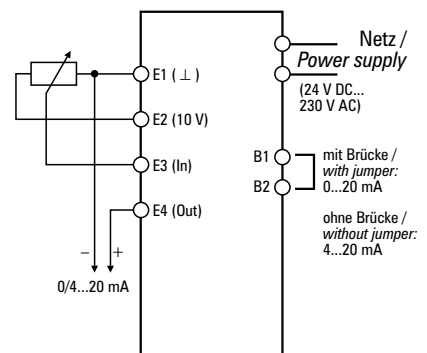 E1 (⊥)
E2 (10 V)
E3 (In)
E4 (Out)
– +
0/4...20 mA
Netz /
Power supply
(24 V DC...
230 V AC)
B1
B2
mit Brücke /
with jumper:
0...20 mA
ohne Brücke /
without jumper:
4...20 mA